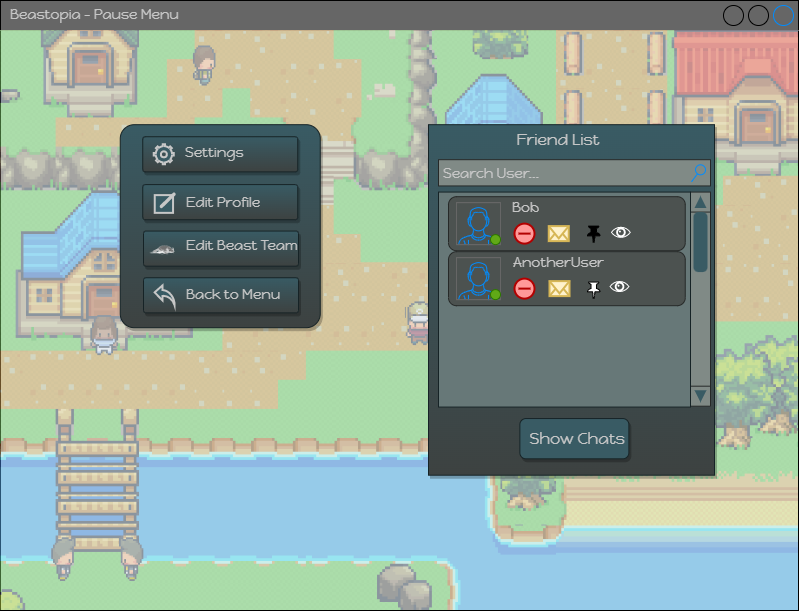 Beastopia - Pause Menu
Settings
Edit Profile
Edit Beast Team
Back to Menu
Friend List
Search User...
Bob
AnotherUser
Show Chats